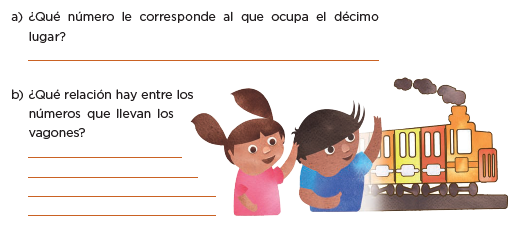 a) ¿Qué número le corresponde al que ocupa el décimo
lugar?
b) ¿Qué relación hay entre los
números que llevan los
vagones?